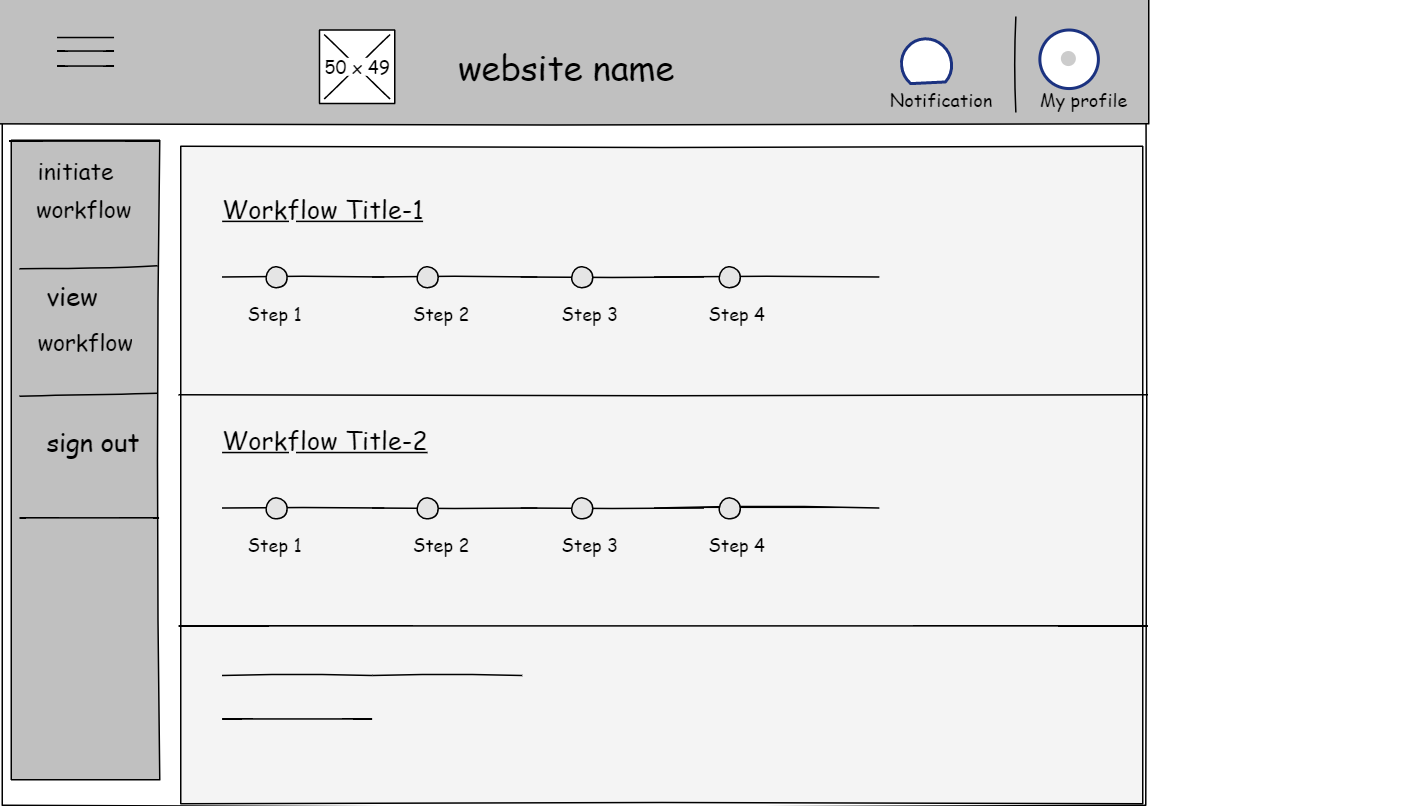 50 x 49
website name
Notification
My profile
initiate
workflow
view
workflow
sign out
Workflow Title-1
Step 1
Step 2
Step 3
Step 4
Workflow Title-2
Step 1
Step 2
Step 3
Step 4